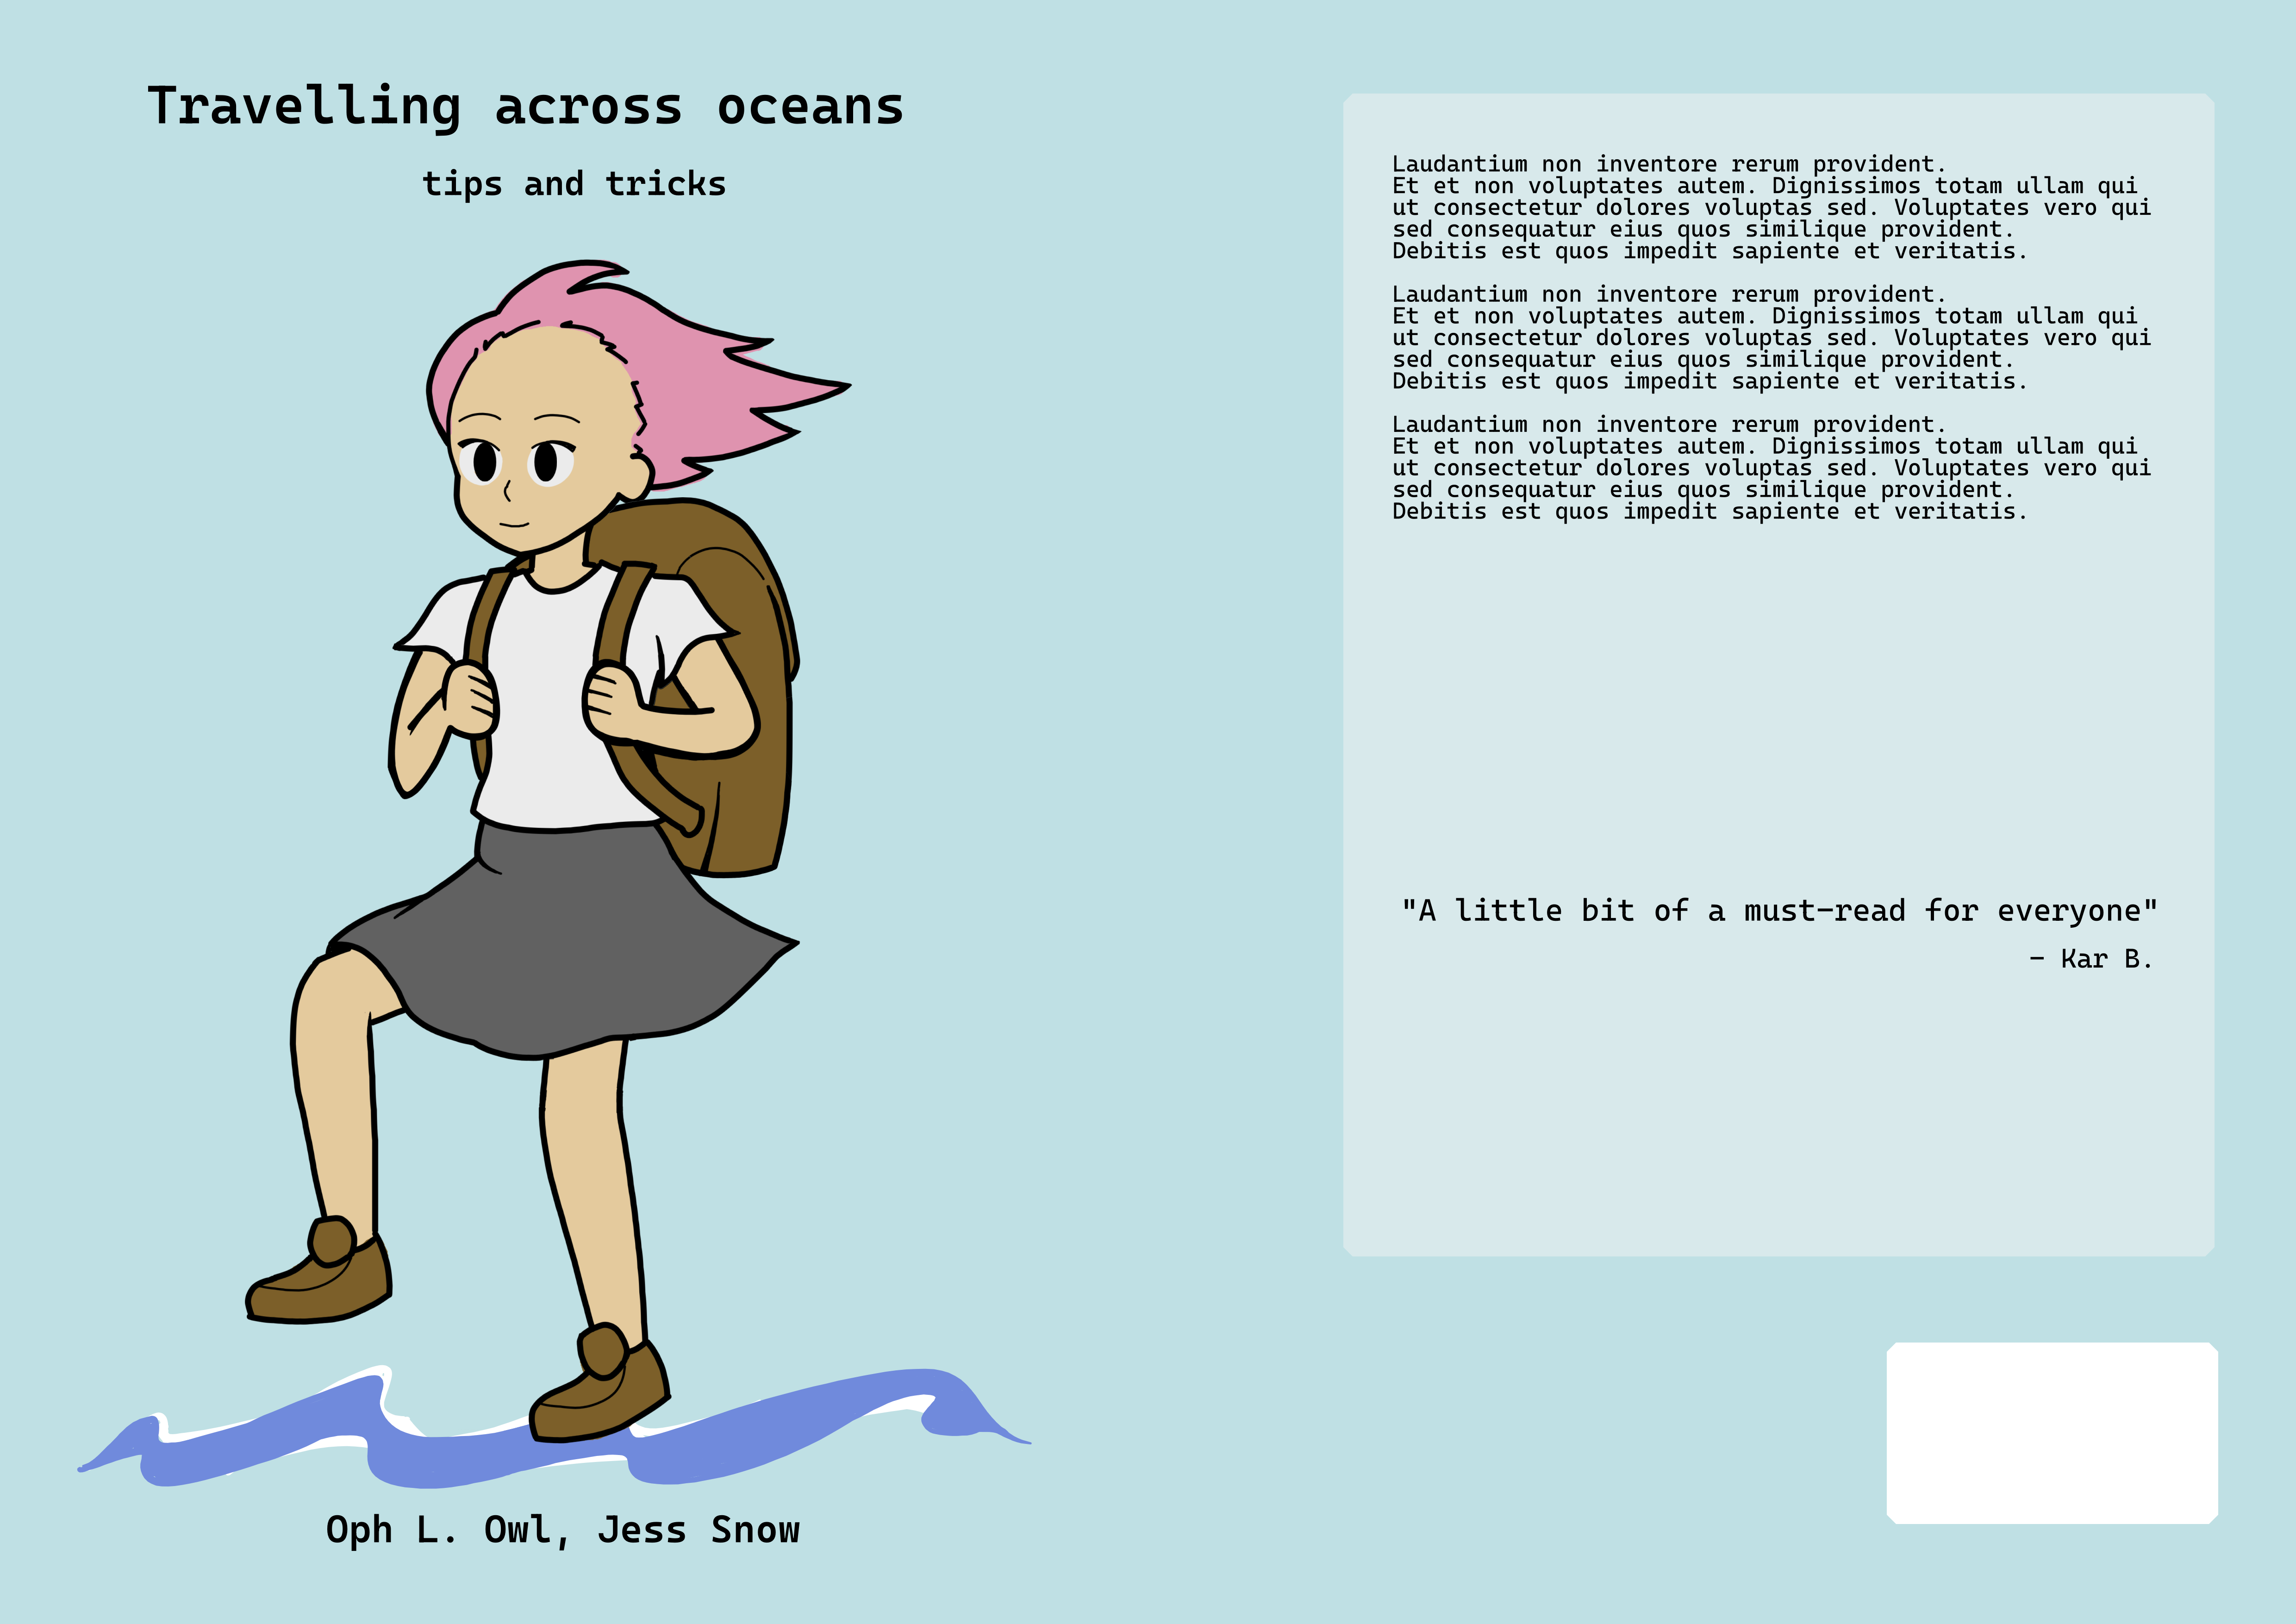 Travelling across oceans
tips and tricks
Oph L. Owl, Jess Snow
Laudantium non inventore rerum provident.
Et et non voluptates autem. Dignissimos totam ullam qui
ut consectetur dolores voluptas sed. Voluptates vero qui
sed consequatur eius quos similique provident.
Debitis est quos impedit sapiente et veritatis.
Laudantium non inventore rerum provident.
Et et non voluptates autem. Dignissimos totam ullam qui
ut consectetur dolores voluptas sed. Voluptates vero qui
sed consequatur eius quos similique provident.
Debitis est quos impedit sapiente et veritatis.
Laudantium non inventore rerum provident.
Et et non voluptates autem. Dignissimos totam ullam qui
ut consectetur dolores voluptas sed. Voluptates vero qui
sed consequatur eius quos similique provident.
Debitis est quos impedit sapiente et veritatis.
"A little bit of a must-read for everyone"
- Kar B.